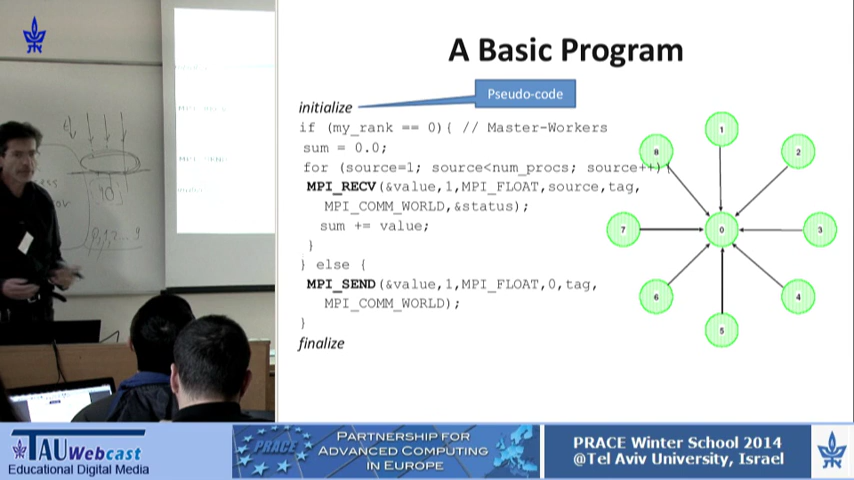 A Basic Program
Pseudo-code
initialize
if (my_rank == 0){ // Master-Workers
sum = 0.0;
for (source=1; source<num_procs; source++){
MPI_RECV(&value,1,MPI_FLOAT,source,tag,
MPI_COMM_WORLD,&status);
sum += value;
}
} else {
MPI_SEND(&value,1,MPI_FLOAT,0,tag,
MPI_COMM_WORLD);
}
finalize
1
8
2
7
0
3
6
4
5
TAU Webcast
Educational Digital Media
PRACE
PARTNERSHIP FOR
ADVANCED COMPUTING
IN EUROPE
PRACE Winter School 2014
@Tel Aviv University, Israel